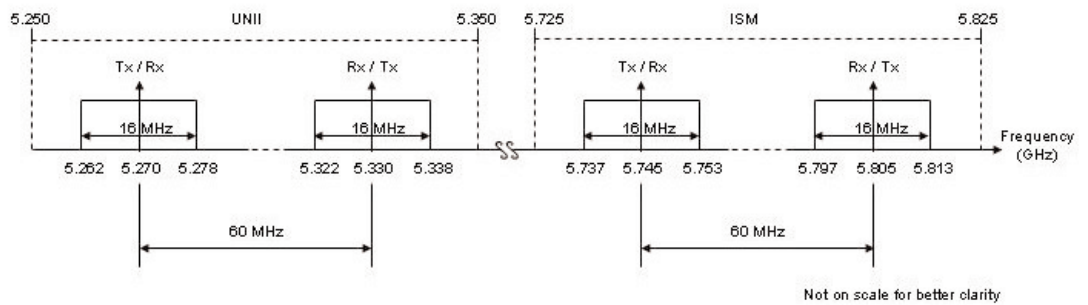 5.250 UNII 5.350 5.725 ISM 5.825
Tx / Rx Rx / Tx Tx / Rx Rx / Tx
16 MHz 16 MHz 16 MHz 16 MHz
Frequency
(GHz)
5.262 5.270 5.278 5.322 5.330 5.338 5.737 5.745 5.753 5.797 5.805 5.813
60 MHz 60 MHz
Not on scale for better clarity